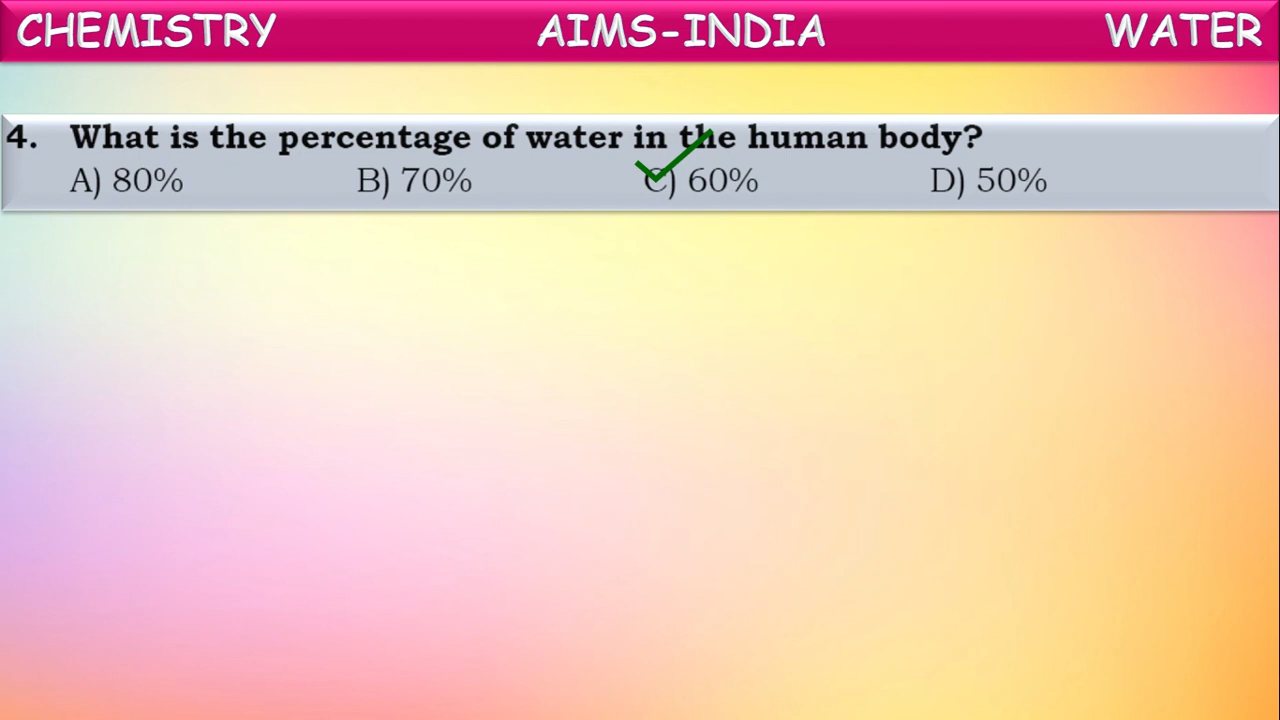 CHEMISTRY AIMS-INDIA WATER
4. What is the percentage of water in the human body?
A) 80% B) 70% C) 60% D) 50%